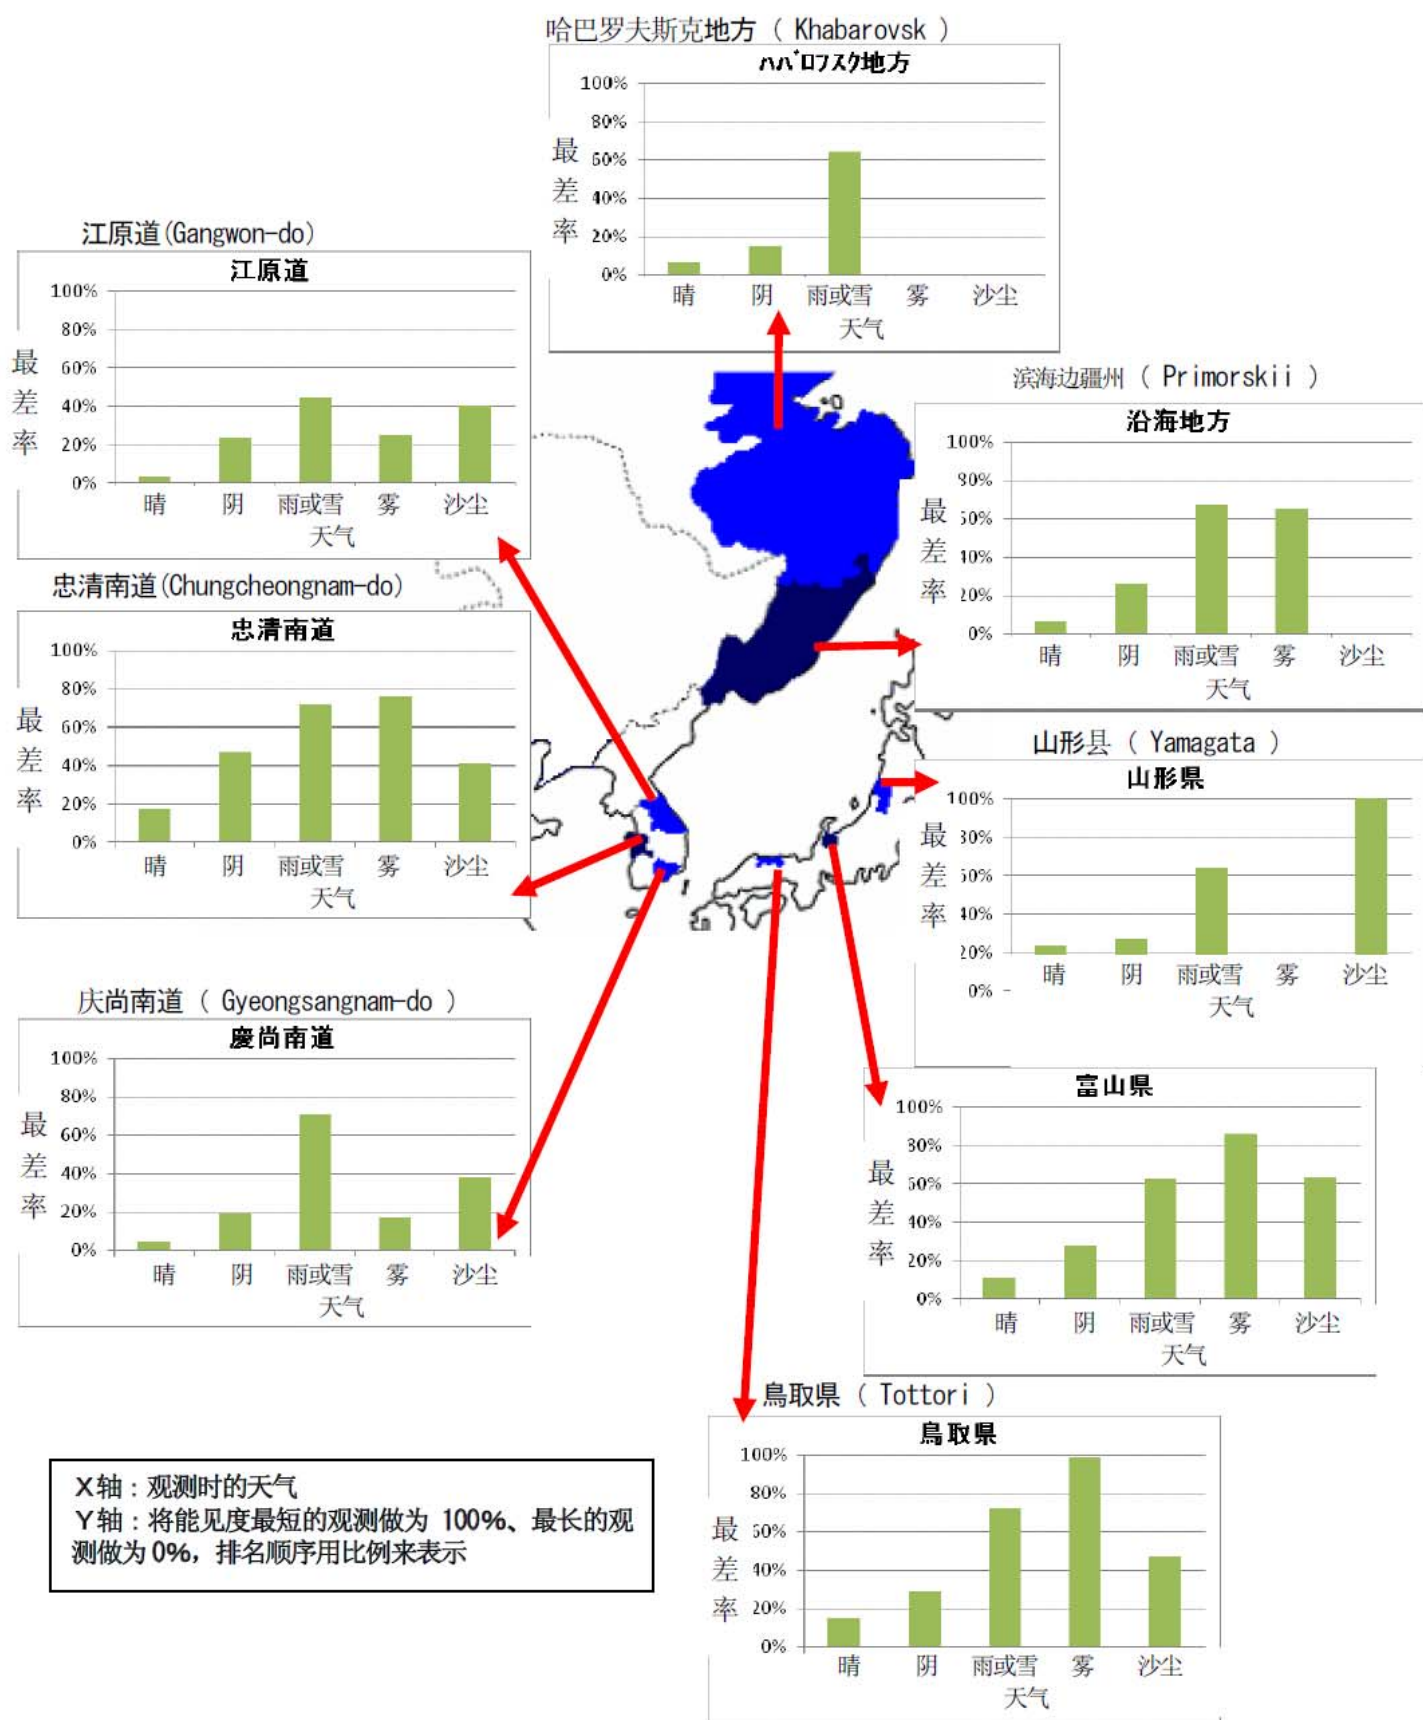 哈巴罗夫斯克地方 ( Khabarovsk )
ﾊﾊﾞﾛﾌｽｸ地方
100%
80%
60%
40%
20%
0%
最差率
晴 阴 雨或雪 雾 沙尘
天气
江原道(Gangwon-do)
江原道
100%
80%
60%
40%
20%
0%
最差率
晴 阴 雨或雪 雾 沙尘
天气
滨海边疆州 ( Primorskii )
沿海地方
100%
80%
60%
40%
20%
0%
最差率
晴 阴 雨或雪 雾 沙尘
天气
忠清南道(Chungcheongnam-do)
忠清南道
100%
80%
60%
40%
20%
0%
最差率
晴 阴 雨或雪 雾 沙尘
天气
山形县 ( Yamagata )
山形県
100%
80%
60%
40%
20%
0%
最差率
晴 阴 雨或雪 雾 沙尘
天气
庆尚南道 ( Gyeongsangnam-do )
慶尚南道
100%
80%
60%
40%
20%
0%
最差率
晴 阴 雨或雪 雾 沙尘
天气
富山県
100%
80%
60%
40%
20%
0%
最差率
晴 阴 雨或雪 雾 沙尘
天气
鳥取県 ( Tottori )
鳥取県
100%
80%
60%
40%
20%
0%
最差率
晴 阴 雨或雪 雾 沙尘
天气
X轴：观测时的天气
Y轴：将能见度最短的观测做为 100%、最长的观
测做为0%，排名顺序用比例来表示